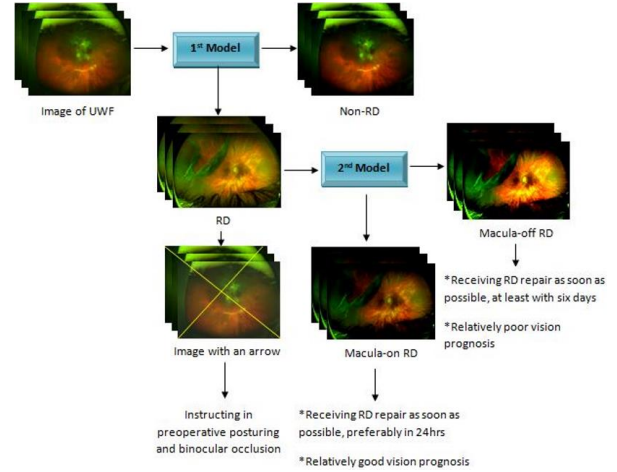 1st Model
Image of UWF
Non-RD
2nd Model
RD
Macula-off RD
*Receiving RD repair as soon as
possible, at least with six days
*Relatively poor vision
prognosis
Image with an arrow
Macula-on RD
Instructing in
preoperative posturing
and binocular occlusion
*Receiving RD repair as soon as
possible, preferably in 24hrs
*Relatively good vision prognosis